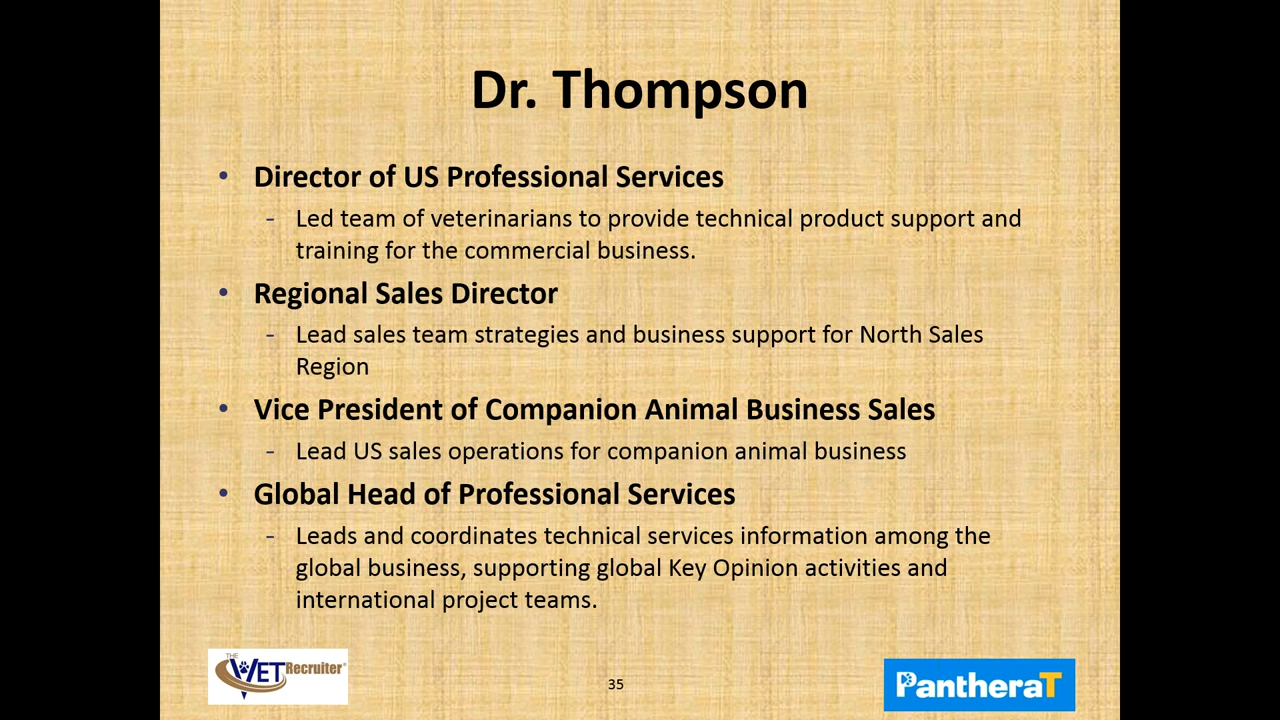 Dr. Thompson
• Director of US Professional Services
- Led team of veterinarians to provide technical product support and
training for the commercial business.
• Regional Sales Director
- Lead sales team strategies and business support for North Sales
Region
• Vice President of Companion Animal Business Sales
- Lead US sales operations for companion animal business
• Global Head of Professional Services
- Leads and coordinates technical services information among the
global business, supporting global Key Opinion activities and
international project teams.
THE
VET Recruiter®
35
PantheraT